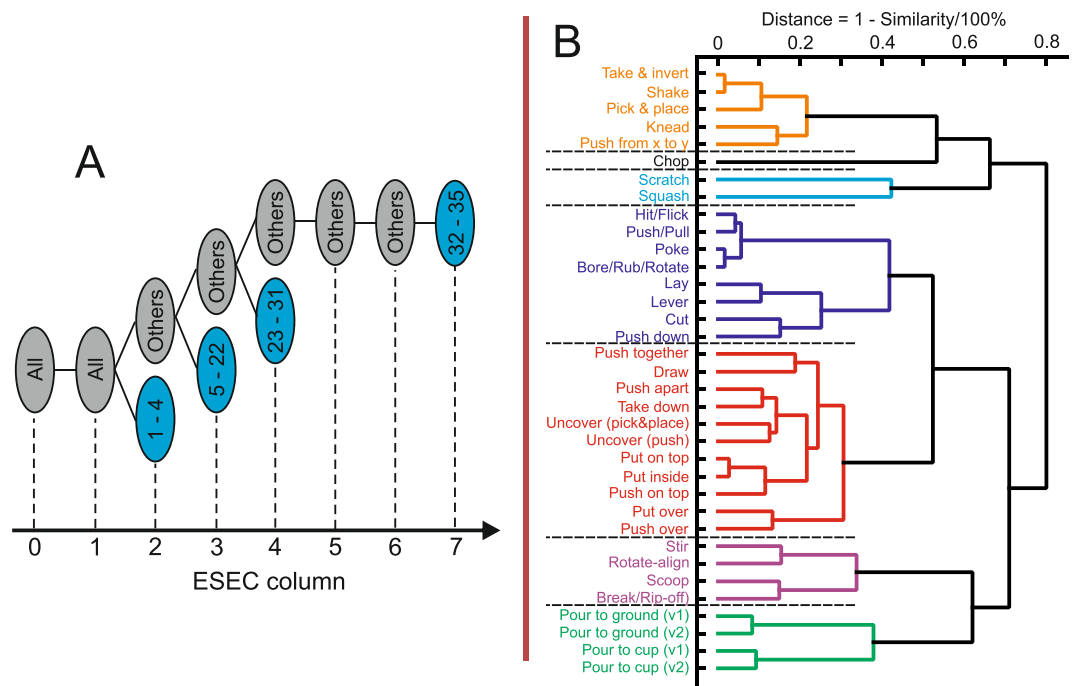 A
All
All
Others
1 - 4
Others
5 - 22
Others
23 - 31
Others
Others
32 - 35
0 1 2 3 4 5 6 7
ESEC column
B
Distance = 1 - Similarity/100%
0 0.2 0.4 0.6 0.8
Take & invert
Shake
Pick & place
Knead
Push from x to y
Chop
Scratch
Squash
Hit/Flick
Push/Pull
Poke
Bore/Rub/Rotate
Lay
Lever
Cut
Push down
Push together
Draw
Push apart
Take down
Uncover (pick&place)
Uncover (push)
Put on top
Put inside
Push on top
Put over
Push over
Stir
Rotate-align
Scoop
Break/Rip-off)
Pour to ground (v1)
Pour to ground (v2)
Pour to cup (v1)
Pour to cup (v2)